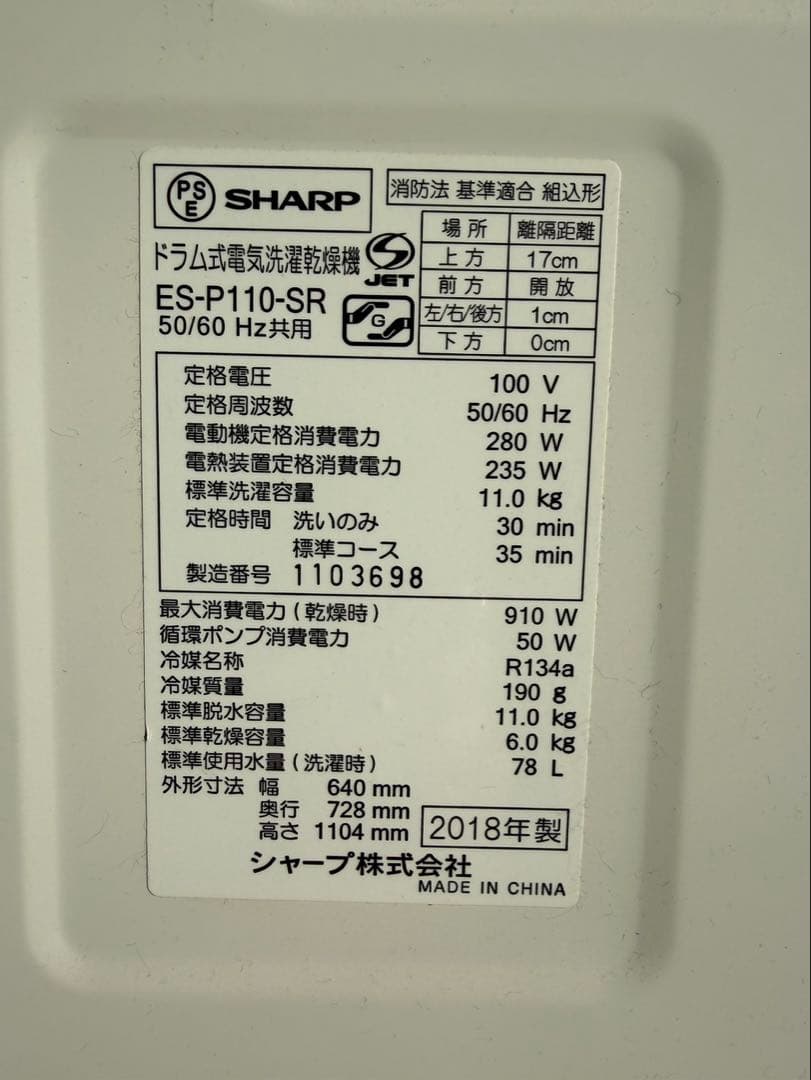 PSE SHARP
ドラム式電気洗濯乾燥機
S JET
ES-P110-SR
G
50/60 Hz共用
消防法 基準適合 組込形
場所 離隔距離
上方 17cm
前方 開放
左/右/後方 1cm
下方 0cm
定格電圧 100 V
定格周波数 50/60 Hz
電動機定格消費電力 280 W
電熱装置定格消費電力 235 W
標準洗濯容量 11.0 kg
定格時間 洗いのみ 30 min
標準コース 35 min
製造番号 1103698
最大消費電力(乾燥時) 910 W
循環ポンプ消費電力 50 W
冷媒名称 R134a
冷媒質量 190 g
標準脱水容量 11.0 kg
標準乾燥容量 6.0 kg
標準使用水量(洗濯時) 78 L
外形寸法 幅 640 mm
奥行 728 mm
高さ 1104 mm
2018年製
シャープ株式会社
MADE IN CHINA